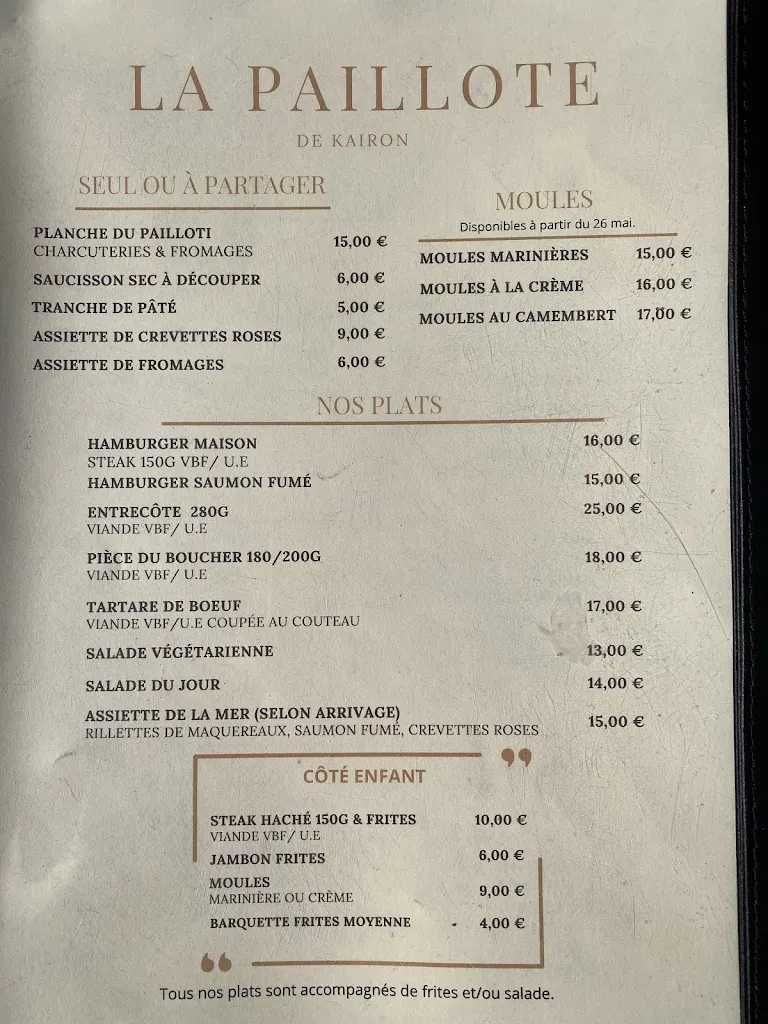 LA PAILLOTE
DE KAIRON
SEUL OU À PARTAGER
PLANCHE DU PAILLOTI
CHARCUTERIES & FROMAGES 15,00 €
SAUCISSON SEC À DÉCOUPER 6,00 €
TRANCHE DE PÂTÉ 5,00 €
ASSIETTE DE CREVETTES ROSES 9,00 €
ASSIETTE DE FROMAGES 6,00 €
MOULES
Disponibles à partir du 26 mai.
MOULES MARINIÈRES 15,00 €
MOULES À LA CRÈME 16,00 €
MOULES AU CAMEMBERT 17,00 €
NOS PLATS
HAMBURGER MAISON 16,00 €
STEAK 150G VBF/ U.E
HAMBURGER SAUMON FUMÉ 15,00 €
ENTRECÔTE 280G 25,00 €
VIANDE VBF/ U.E
PIÈCE DU BOUCHER 180/200G 18,00 €
VIANDE VBF/ U.E
TARTARE DE BOEUF 17,00 €
VIANDE VBF/U.E COUPÉE AU COUTEAU
SALADE VÉGÉTARIENNE 13,00 €
SALADE DU JOUR 14,00 €
ASSIETTE DE LA MER (SELON ARRIVAGE) 15,00 €
RILLETTES DE MAQUEREAUX, SAUMON FUMÉ, CREVETTES ROSES
CÔTÉ ENFANT
STEAK HACHÉ 150G & FRITES 10,00 €
VIANDE VBF/ U.E
JAMBON FRITES 6,00 €
MOULES 9,00 €
MARINIÈRE OU CRÈME
BARQUETTE FRITES MOYENNE - 4,00 €
Tous nos plats sont accompagnés de frites et/ou salade.